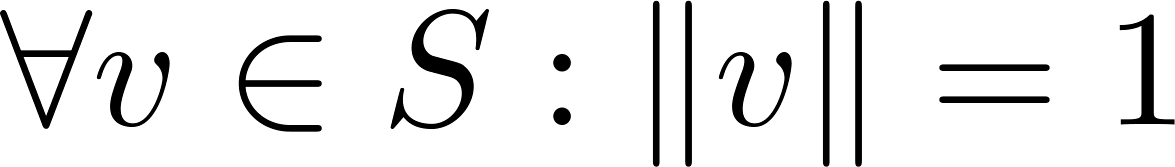 ∀v ∈ S : ‖v‖ = 1